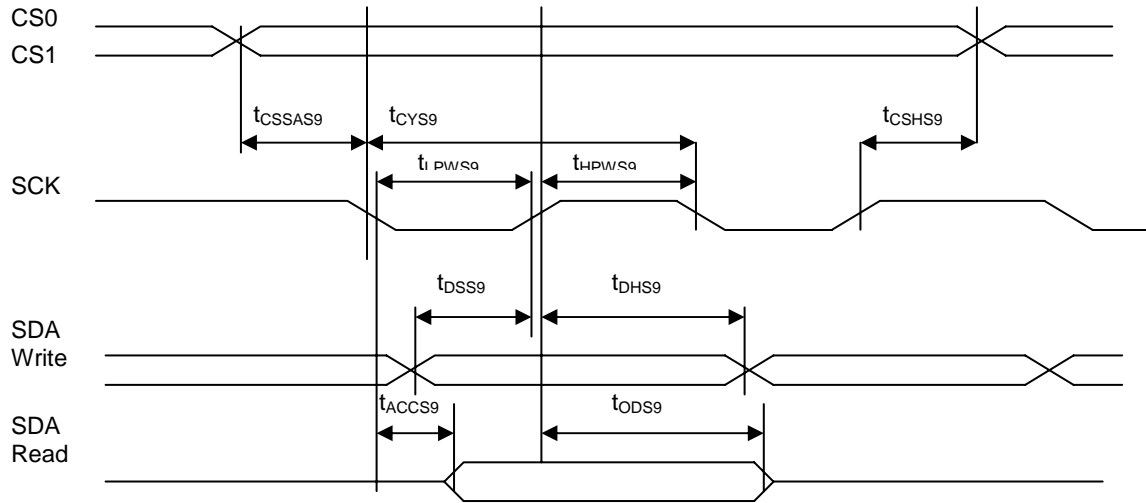 CS0
CS1
tCSSAS9
tCYS9
tCSHS9
tLPWS9
tHPWS9
SCK
tDSS9
tDHS9
SDA
Write
tACCS9
tODS9
SDA
Read